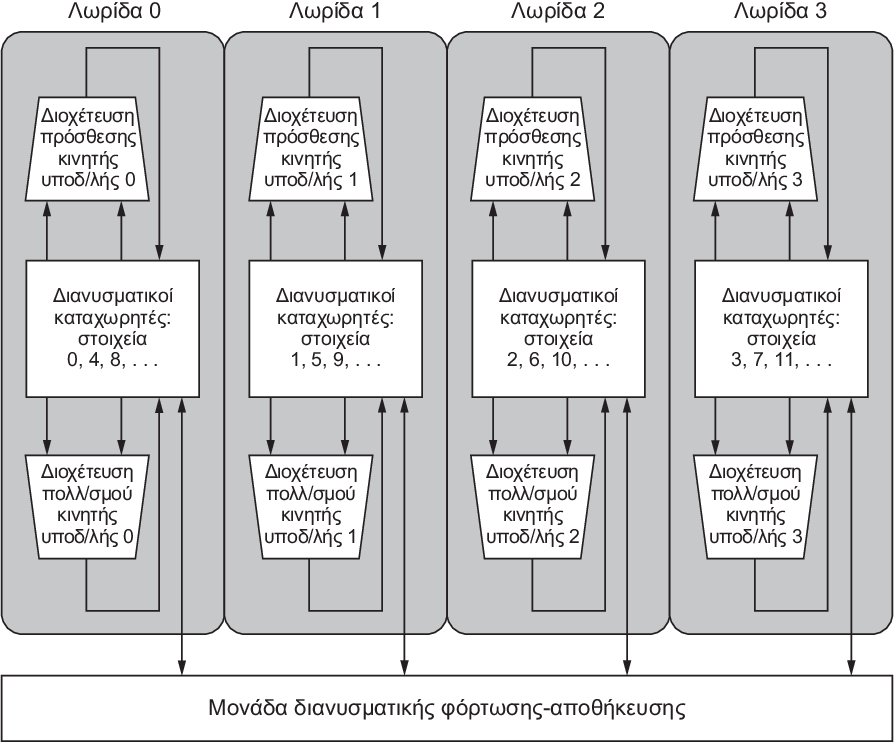 Λωρίδα 0
Λωρίδα 1
Λωρίδα 2
Λωρίδα 3
Διοχέτευση
πρόσθεσης
κινητής
υποδ/λής 0
Διοχέτευση
πρόσθεσης
κινητής
υποδ/λής 1
Διοχέτευση
πρόσθεσης
κινητής
υποδ/λής 2
Διοχέτευση
πρόσθεσης
κινητής
υποδ/λής 3
Διανυσματικοί
καταχωρητές:
στοιχεία
0, 4, 8, . . .
Διανυσματικοί
καταχωρητές:
στοιχεία
1, 5, 9, . . .
Διανυσματικοί
καταχωρητές:
στοιχεία
2, 6, 10, . . .
Διανυσματικοί
καταχωρητές:
στοιχεία
3, 7, 11, . . .
Διοχέτευση
πολλ/σμού
κινητής
υποδ/λής 0
Διοχέτευση
πολλ/σμού
κινητής
υποδ/λής 1
Διοχέτευση
πολλ/σμού
κινητής
υποδ/λής 2
Διοχέτευση
πολλ/σμού
κινητής
υποδ/λής 3
Μονάδα διανυσματικής φόρτωσης-αποθήκευσης